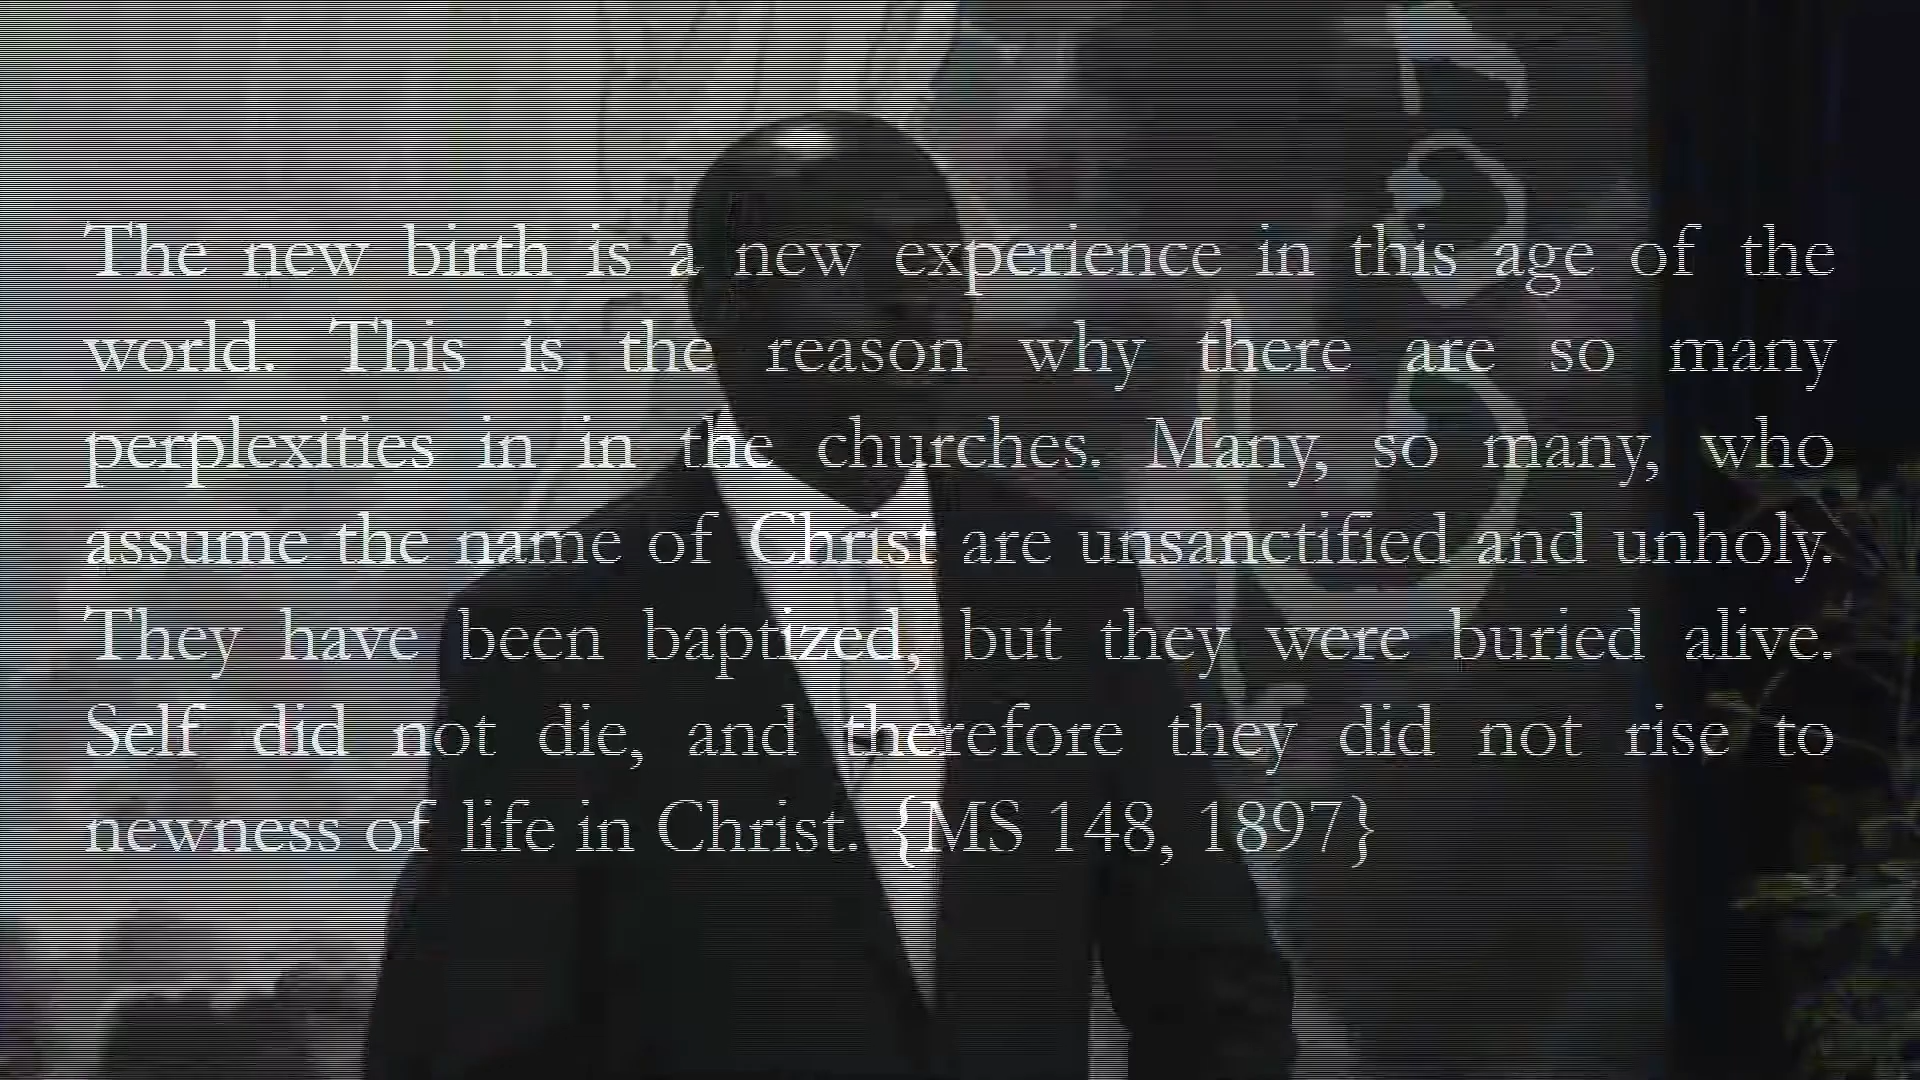 The new birth is a new experience in this age of the
world. This is the reason why there are so many
perplexities in in the churches. Many, so many, who
assume the name of Christ are unsanctified and unholy.
They have been baptized, but they were buried alive.
Self did not die, and therefore they did not rise to
newness of life in Christ. {MS 148, 1897}